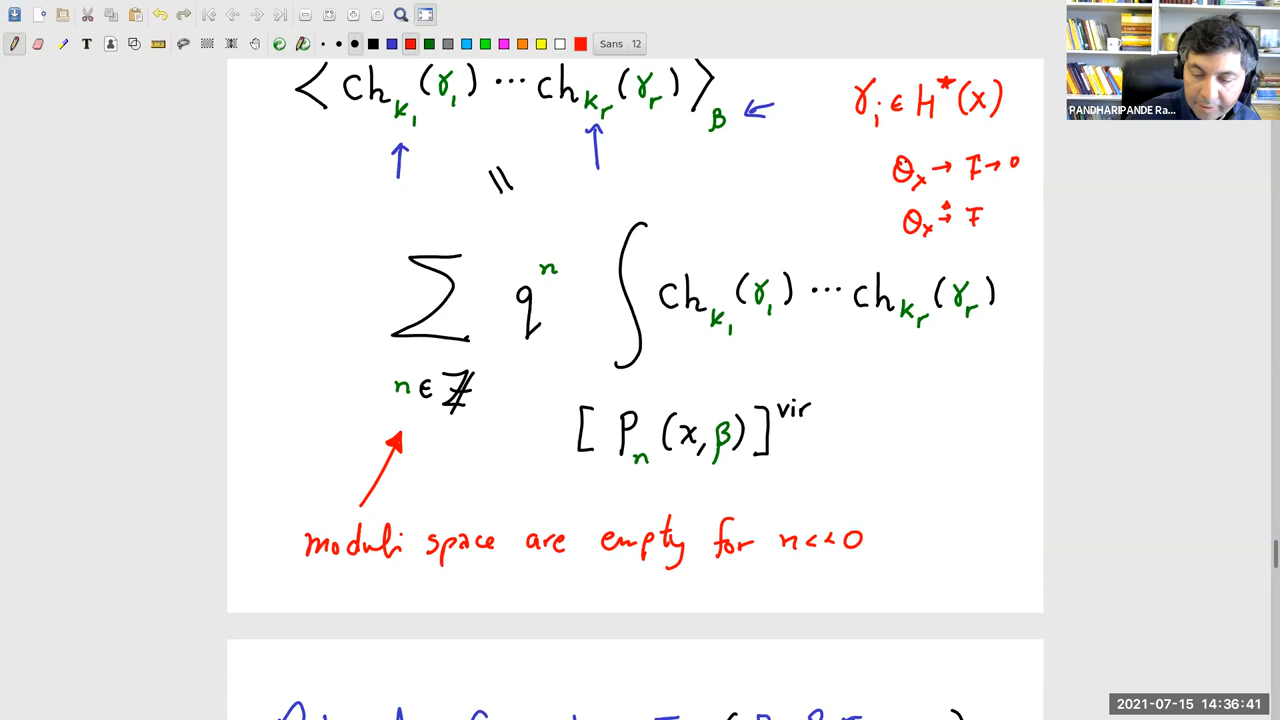 Sans 12
PANDHARIPANDE Ra...
< ch_{k_1}(γ_1) ⋯ ch_{k_r}(γ_r) >_β ←
γ_i ∈ H*(X)
O_X → F → 0
O_X →^s F
||
Σ_{n∈ℤ} q^n ∫ ch_{k_1}(γ_1) ⋯ ch_{k_r}(γ_r)
[P_n(X,β)]^{vir}
moduli space are empty for n<<0
2021-07-15 14:36:41